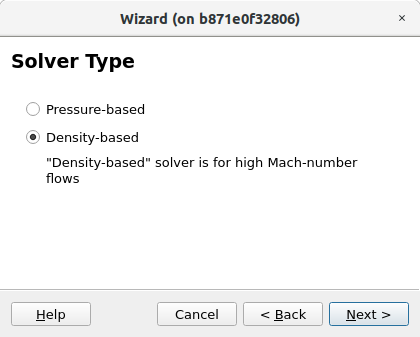 Wizard (on b871e0f32806)
×
Solver Type
Pressure-based
Density-based
"Density-based" solver is for high Mach-number
flows
Help
Cancel
< Back
Next >